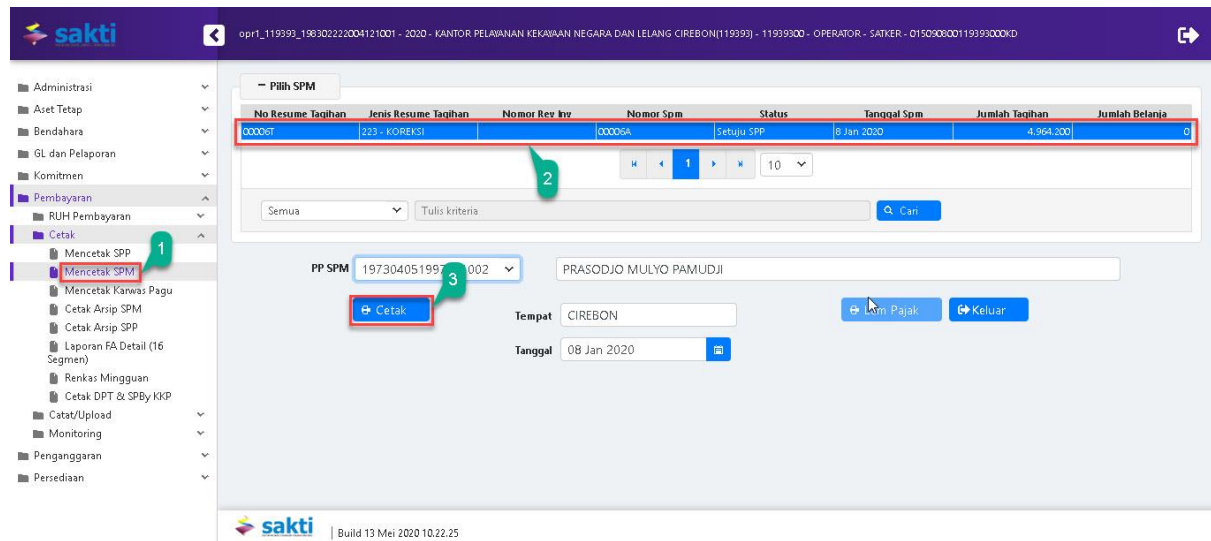 sakti
opr1_119393_198302222004121001 - 2020 - KANTOR PELAYANAN KEKAYAAN NEGARA DAN LELANG CIREBON(119393) - 11939300 - OPERATOR - SATKER - 015090800119393000KD
Administrasi
Aset Tetap
Bendahara
GL dan Pelaporan
Komitmen
Pembayaran
RUH Pembayaran
Cetak
Mencetak SPP
1
Mencetak SPM
Mencetak Karwas Pagu
Cetak Arsip SPM
Cetak Arsip SPP
Laporan FA Detail (16
Segmen)
Renkas Mingguan
Cetak DPT & SPBy KKP
Catat/Upload
Monitoring
Penganggaran
Persediaan
− Pilih SPM
No Resume Tagihan Jenis Resume Tagihan Nomor Rev Inv Nomor Spm Status Tanggal Spm Jumlah Tagihan Jumlah Belanja
00006T 223 - KOREKSI 00006A Setuju SPP 8 Jan 2020 4.964.200 0
2
1 10
Semua Tulis kriteria Cari
PP SPM 1973040519971 002 PRASODJO MULYO PAMUDJI
3
Cetak Tempat CIREBON Pajak Keluar
Tanggal 08 Jan 2020
sakti | Build 13 Mei 2020 10.22.25